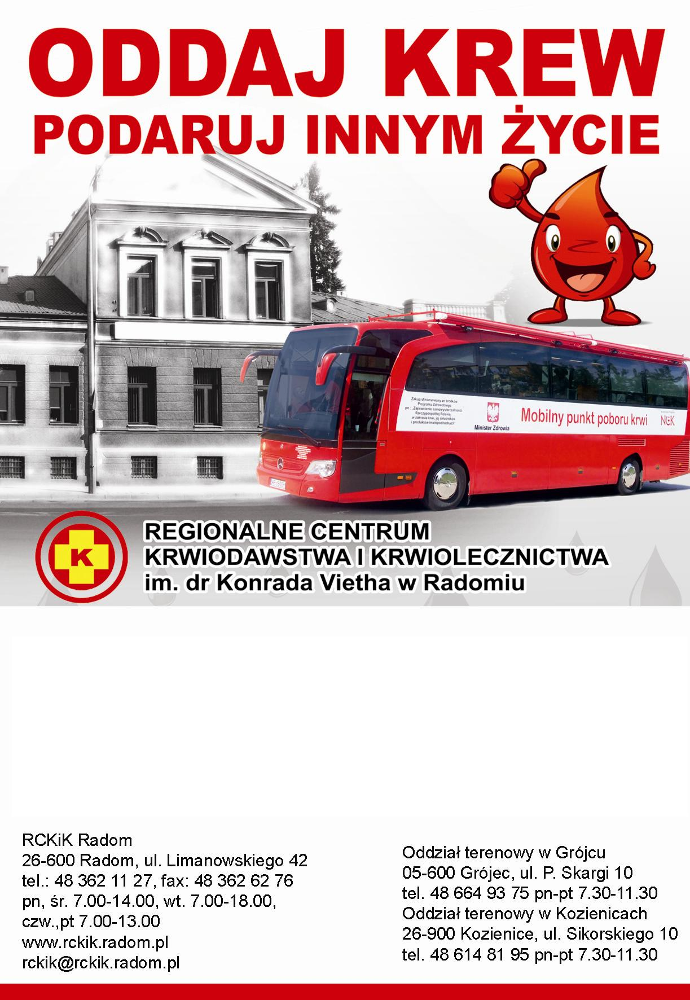 ODDAJ KREW
PODARUJ INNYM ŻYCIE
Zakup sfinansowany ze środków
Programu Zdrowotnego
pn.: „Zapewnienie samowystarczalności
Rzeczypospolitej Polskiej
w zakresie krwi, jej składników
i produktów krwiopochodnych"
Minister Zdrowia
Mobilny punkt poboru krwi
NCK
K
REGIONALNE CENTRUM
KRWIODAWSTWA I KRWIOLECZNICTWA
im. dr Konrada Vietha w Radomiu
RCKiK Radom
26-600 Radom, ul. Limanowskiego 42
tel.: 48 362 11 27, fax: 48 362 62 76
pn, śr. 7.00-14.00, wt. 7.00-18.00,
czw.,pt 7.00-13.00
www.rckik.radom.pl
rckik@rckik.radom.pl
Oddział terenowy w Grójcu
05-600 Grójec, ul. P. Skargi 10
tel. 48 664 93 75 pn-pt 7.30-11.30
Oddział terenowy w Kozienicach
26-900 Kozienice, ul. Sikorskiego 10
tel. 48 614 81 95 pn-pt 7.30-11.30